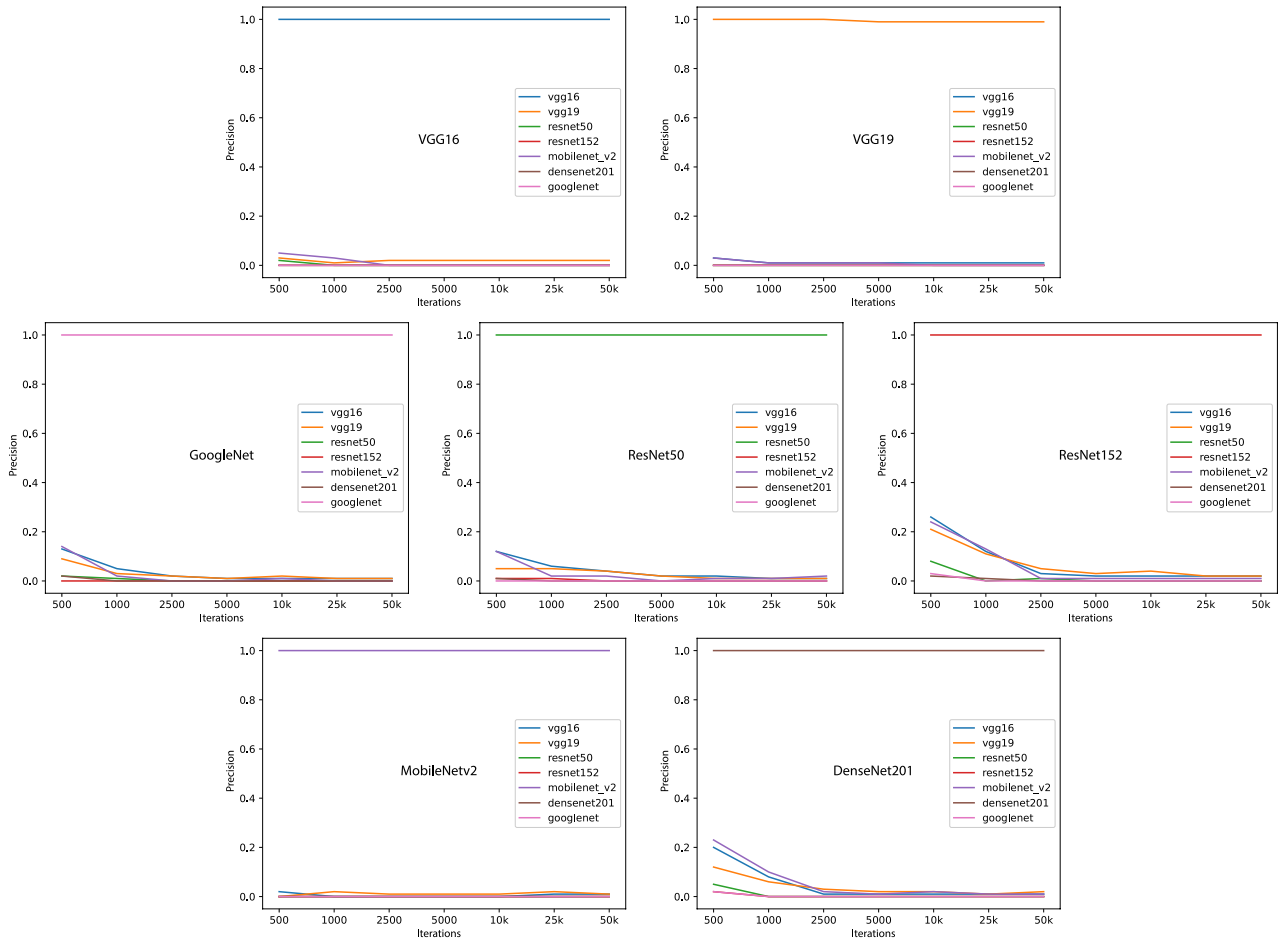 1.0
0.8
0.6
0.4
0.2
0.0
Precision
VGG16
vgg16
vgg19
resnet50
resnet152
mobilenet_v2
densenet201
googlenet
500 1000 2500 5000 10k 25k 50k
Iterations
1.0
0.8
0.6
0.4
0.2
0.0
Precision
VGG19
vgg16
vgg19
resnet50
resnet152
mobilenet_v2
densenet201
googlenet
500 1000 2500 5000 10k 25k 50k
Iterations
1.0
0.8
0.6
0.4
0.2
0.0
Precision
GoogleNet
vgg16
vgg19
resnet50
resnet152
mobilenet_v2
densenet201
googlenet
500 1000 2500 5000 10k 25k 50k
Iterations
1.0
0.8
0.6
0.4
0.2
0.0
Precision
ResNet50
vgg16
vgg19
resnet50
resnet152
mobilenet_v2
densenet201
googlenet
500 1000 2500 5000 10k 25k 50k
Iterations
1.0
0.8
0.6
0.4
0.2
0.0
Precision
ResNet152
vgg16
vgg19
resnet50
resnet152
mobilenet_v2
densenet201
googlenet
500 1000 2500 5000 10k 25k 50k
Iterations
1.0
0.8
0.6
0.4
0.2
0.0
Precision
MobileNetv2
vgg16
vgg19
resnet50
resnet152
mobilenet_v2
densenet201
googlenet
500 1000 2500 5000 10k 25k 50k
Iterations
1.0
0.8
0.6
0.4
0.2
0.0
Precision
DenseNet201
vgg16
vgg19
resnet50
resnet152
mobilenet_v2
densenet201
googlenet
500 1000 2500 5000 10k 25k 50k
Iterations